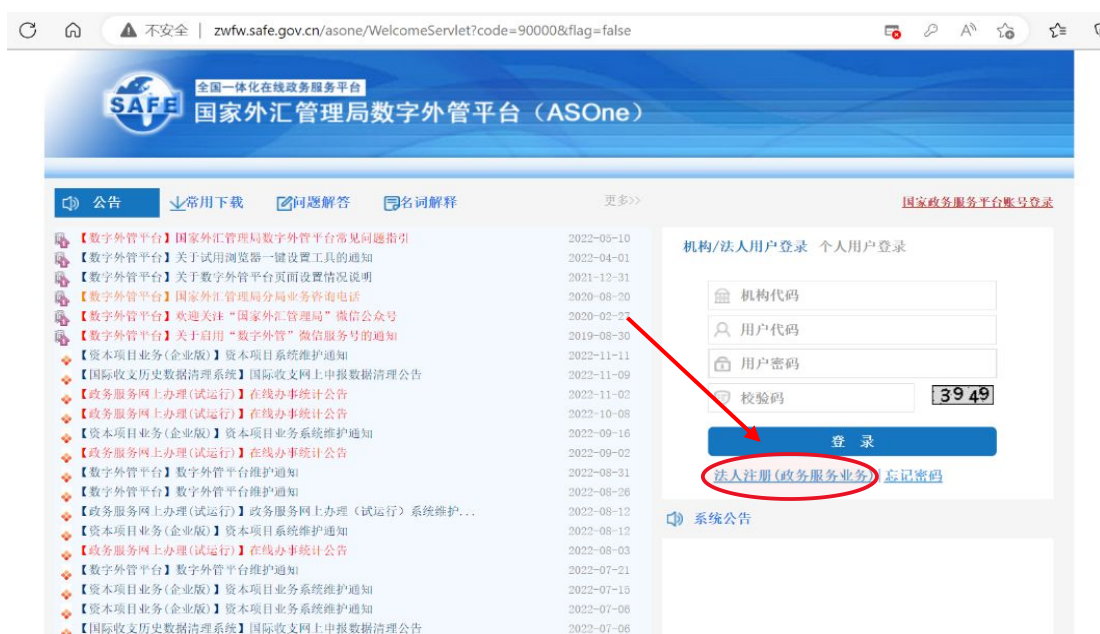 不安全 | zwfw.safe.gov.cn/asone/WelcomeServlet?code=90000&flag=false
SAFE
全国一体化在线政务服务平台
国家外汇管理局数字外管平台（ASOne）
公告 常用下载 问题解答 名词解释 更多>>
国家政务服务平台账号登录
【数字外管平台】国家外汇管理局数字外管平台常见问题指引 2022-05-10
【数字外管平台】关于试用浏览器一键设置工具的通知 2022-04-01
【数字外管平台】关于数字外管平台页面设置情况说明 2021-12-31
【数字外管平台】国家外汇管理局分局业务咨询电话 2020-08-20
【数字外管平台】欢迎关注“国家外汇管理局”微信公众号 2020-02-27
【数字外管平台】关于启用“数字外管”微信服务号的通知 2019-08-30
【资本项目业务(企业版)】资本项目系统维护通知 2022-11-11
【国际收支历史数据清理系统】国际收支网上申报数据清理公告 2022-11-09
【政务服务网上办理(试运行)】在线办事统计公告 2022-11-02
【政务服务网上办理(试运行)】在线办事统计公告 2022-10-08
【资本项目业务(企业版)】资本项目业务系统维护通知 2022-09-16
【政务服务网上办理(试运行)】在线办事统计公告 2022-09-02
【数字外管平台】数字外管平台维护通知 2022-08-31
【数字外管平台】数字外管平台维护通知 2022-08-26
【政务服务网上办理(试运行)】政务服务网上办理（试运行）系统维护... 2022-08-12
【资本项目业务(企业版)】资本项目系统维护通知 2022-08-12
【政务服务网上办理(试运行)】在线办事统计公告 2022-08-03
【数字外管平台】数字外管平台维护通知 2022-07-21
【资本项目业务(企业版)】资本项目业务系统维护通知 2022-07-15
【资本项目业务(企业版)】资本项目业务系统维护通知 2022-07-06
【国际收支历史数据清理系统】国际收支网上申报数据清理公告 2022-07-06
机构/法人用户登录 个人用户登录
机构代码
用户代码
用户密码
校验码 3949
登 录
法人注册(政务服务业务) 忘记密码
系统公告